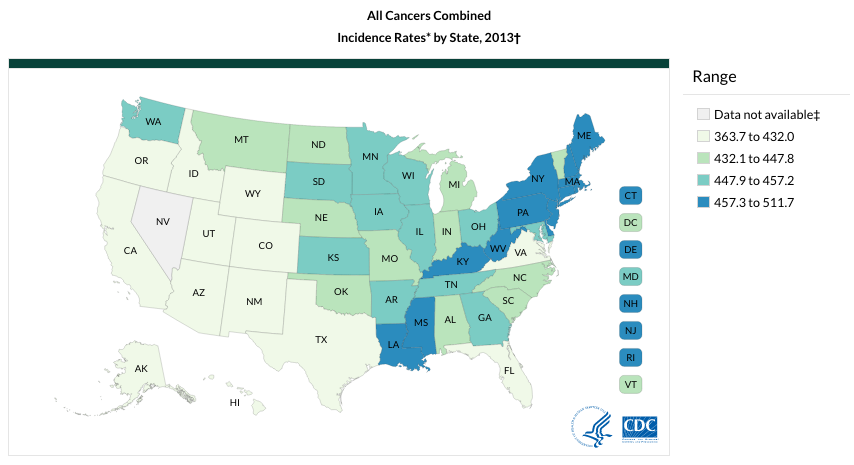 All Cancers Combined
Incidence Rates* by State, 2013†
Range
Data not available‡
363.7 to 432.0
432.1 to 447.8
447.9 to 457.2
457.3 to 511.7
WA
MT
ND
MN
ME
OR
ID
SD
WI
MI
NY
MA
WY
IA
PA
NE
NV
UT
CO
IL
IN
OH
WV
VA
CA
KS
MO
KY
NC
TN
OK
AR
SC
AZ
NM
MS
AL
GA
TX
LA
FL
AK
HI
CT
DC
DE
MD
NH
NJ
RI
VT
CDC